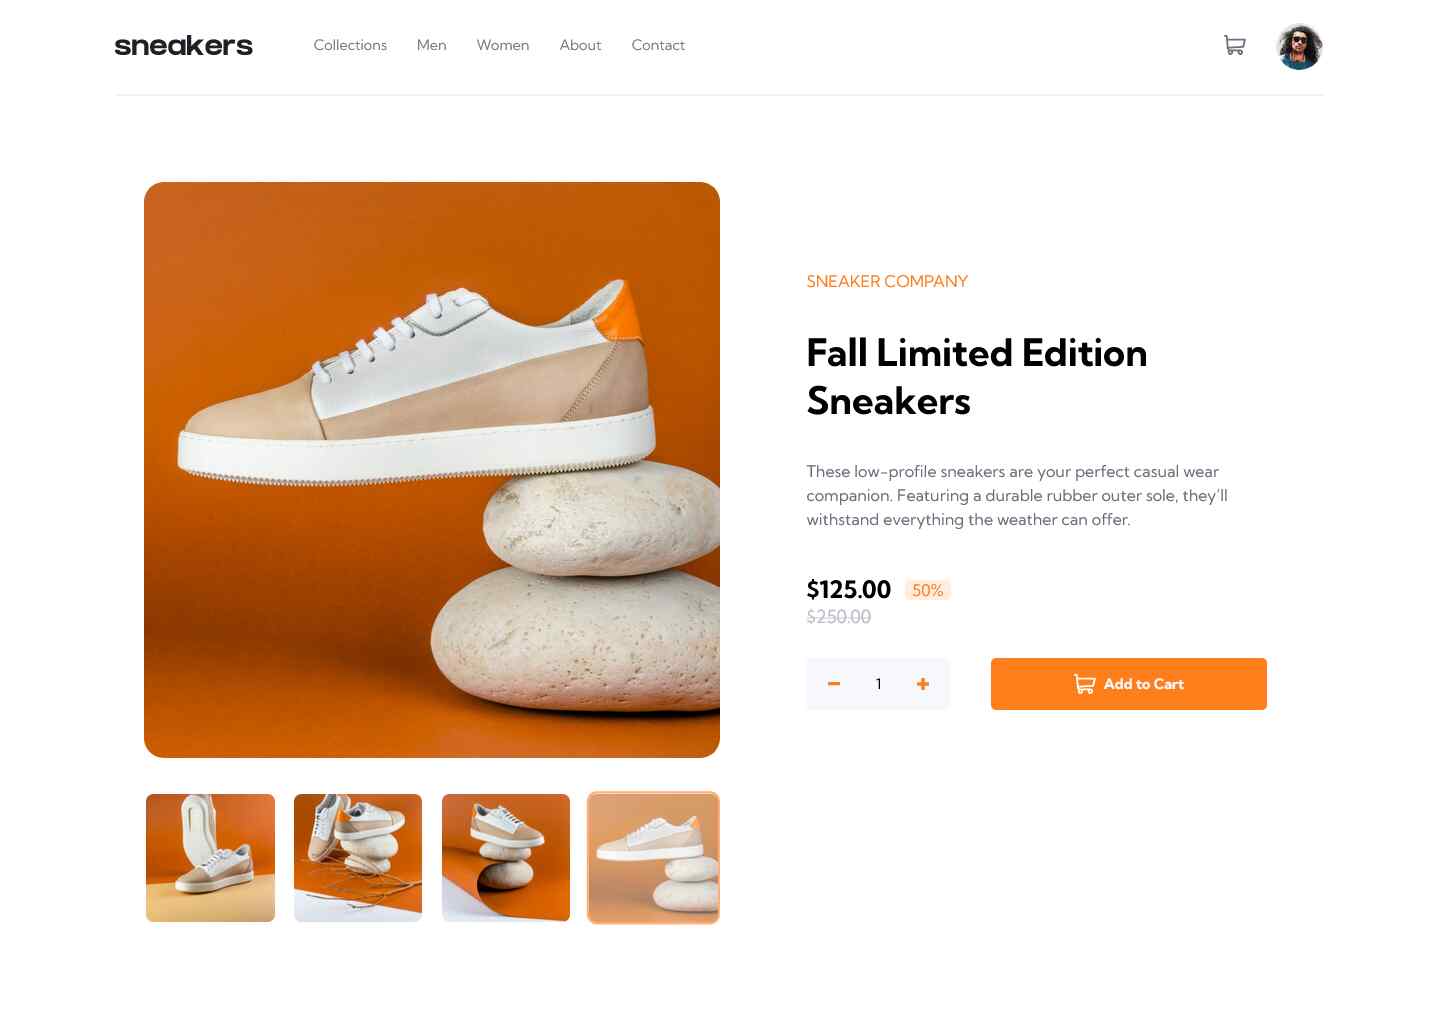 sneakers
Collections
Men
Women
About
Contact
SNEAKER COMPANY
Fall Limited Edition
Sneakers
These low-profile sneakers are your perfect casual wear
companion. Featuring a durable rubber outer sole, they’ll
withstand everything the weather can offer.
$125.00 50%
$250.00
1
Add to Cart